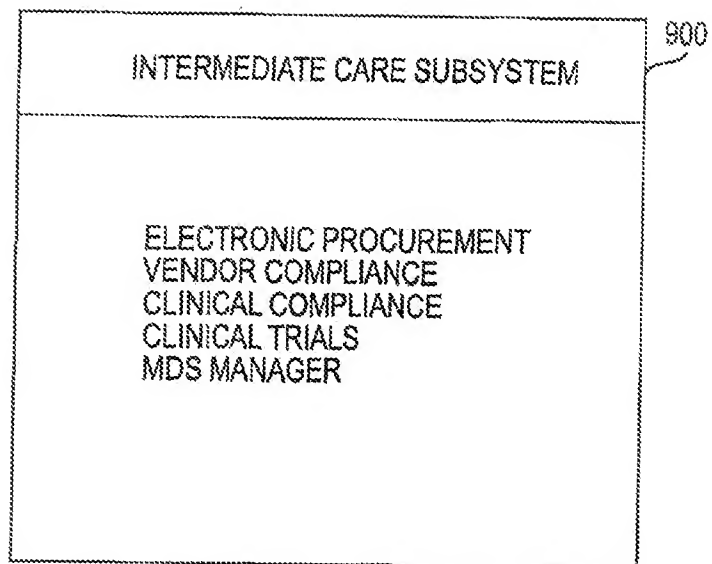 900
INTERMEDIATE CARE SUBSYSTEM
ELECTRONIC PROCUREMENT
VENDOR COMPLIANCE
CLINICAL COMPLIANCE
CLINICAL TRIALS
MDS MANAGER